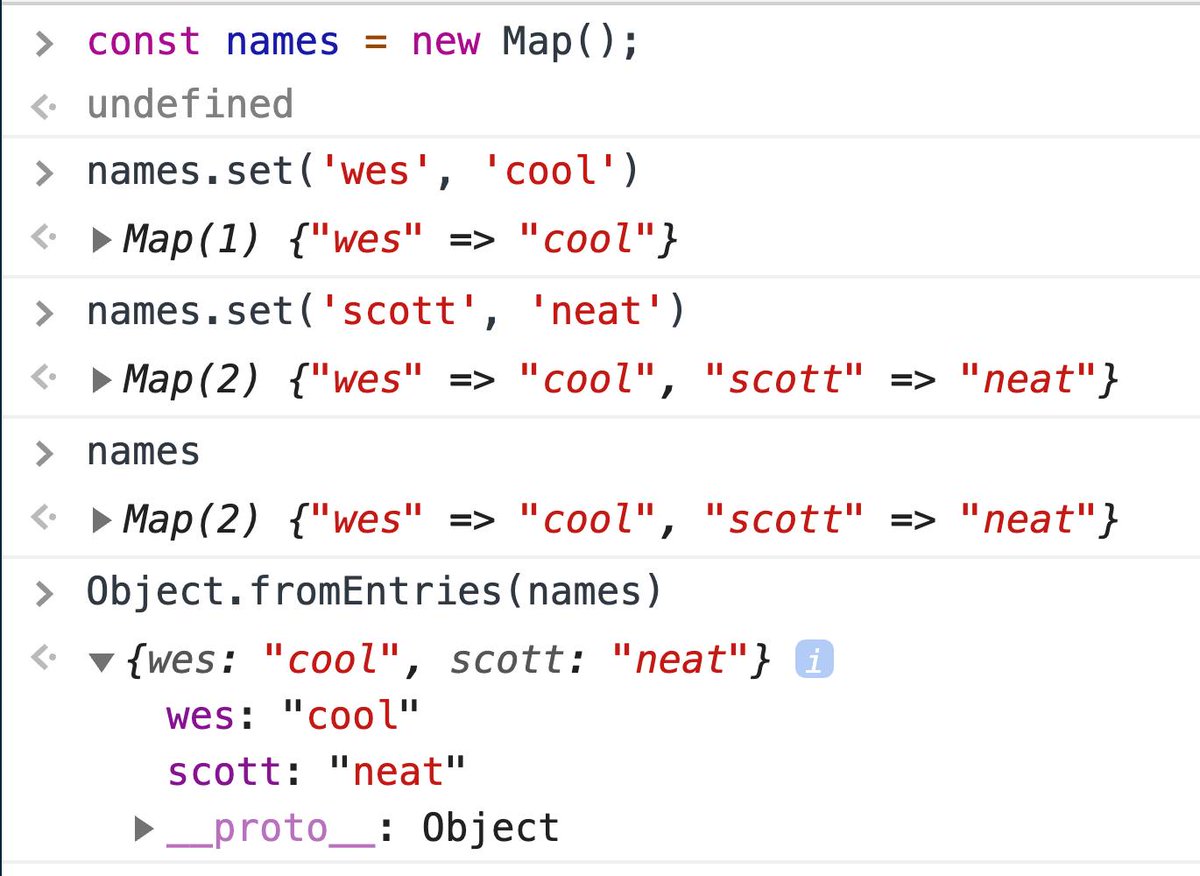 > const names = new Map();
<· undefined
> names.set('wes', 'cool')
<· ▶Map(1) {"wes" => "cool"}
> names.set('scott', 'neat')
<· ▶Map(2) {"wes" => "cool", "scott" => "neat"}
> names
<· ▶Map(2) {"wes" => "cool", "scott" => "neat"}
> Object.fromEntries(names)
<· ▼{wes: "cool", scott: "neat"} i
wes: "cool"
scott: "neat"
▶__proto__: Object